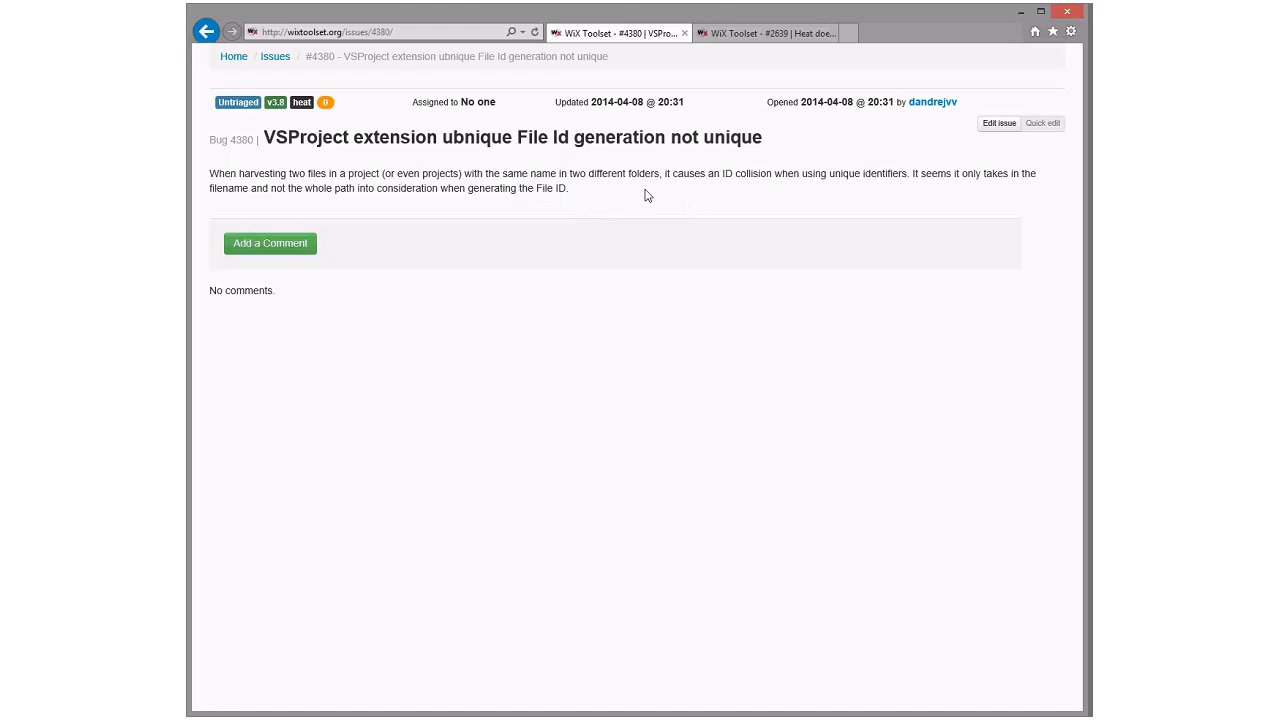 http://wixtoolset.org/issues/4380/
WiX Toolset - #4380 | VSPro...
WiX Toolset - #2639 | Heat doe...
Home / Issues / #4380 - VSProject extension ubnique File Id generation not unique
Untriaged v3.8 heat 0 Assigned to No one Updated 2014-04-08 @ 20:31 Opened 2014-04-08 @ 20:31 by dandrejvv
Edit issue Quick edit
Bug 4380 | VSProject extension ubnique File Id generation not unique
When harvesting two files in a project (or even projects) with the same name in two different folders, it causes an ID collision when using unique identifiers. It seems it only takes in the
filename and not the whole path into consideration when generating the File ID.
Add a Comment
No comments.